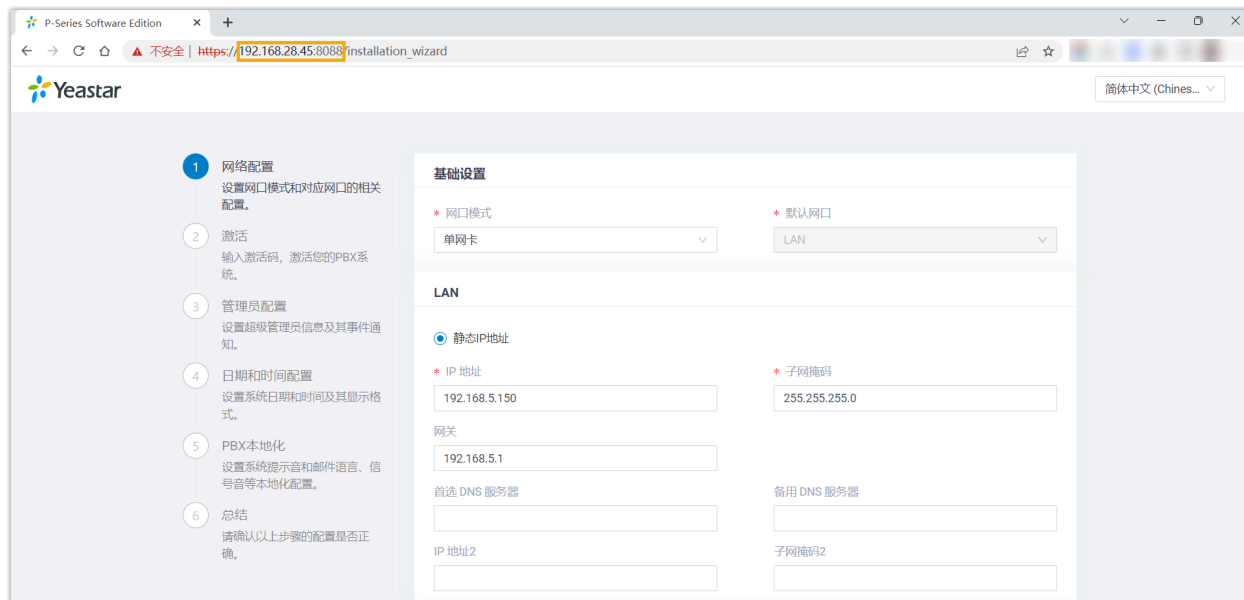 P-Series Software Edition
不安全 | https://192.168.28.45:8088/installation_wizard
Yeastar
简体中文 (Chines...
1 网络配置
设置网口模式和对应网口的相关
配置。
2 激活
输入激活码，激活您的PBX系
统。
3 管理员配置
设置超级管理员信息及其事件通
知。
4 日期和时间配置
设置系统日期和时间及其显示格
式。
5 PBX本地化
设置系统提示音和邮件语言、信
号音等本地化配置。
6 总结
请确认以上步骤的配置是否正
确。
基础设置
* 网口模式 * 默认网口
单网卡 LAN
LAN
静态IP地址
* IP 地址 * 子网掩码
192.168.5.150 255.255.255.0
网关
192.168.5.1
首选 DNS 服务器 备用 DNS 服务器
IP 地址2 子网掩码2